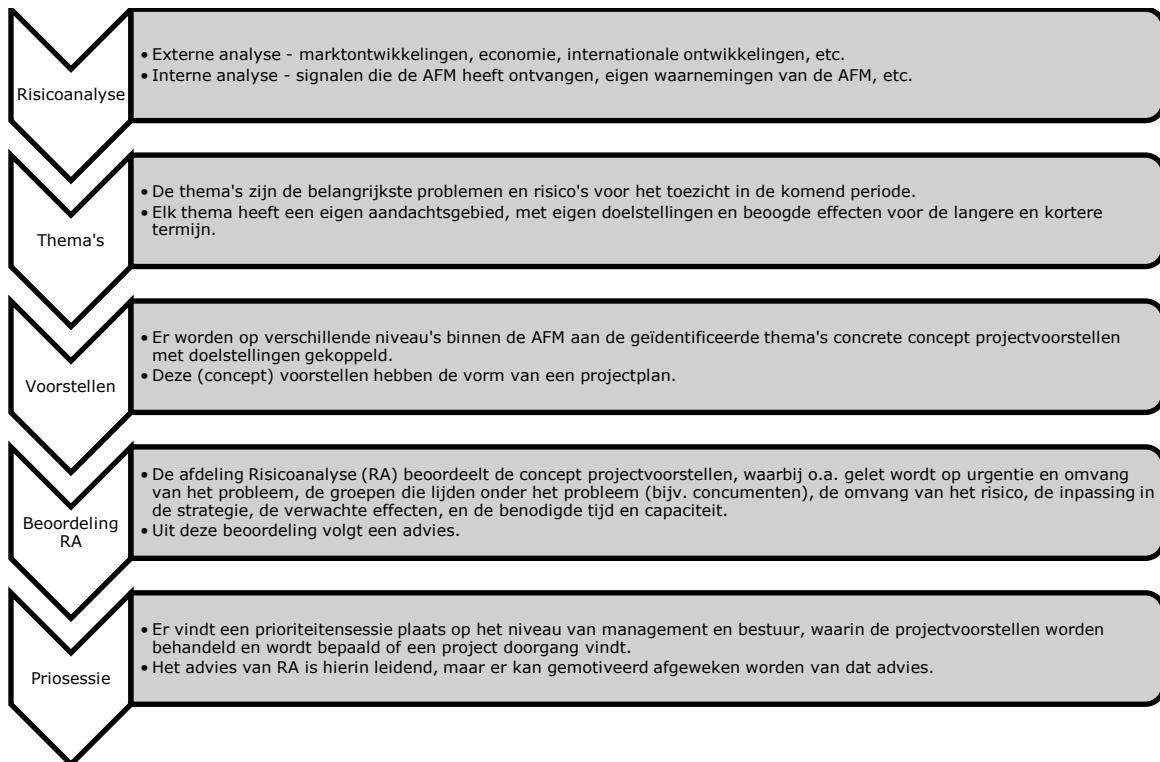 Risicoanalyse
• Externe analyse - marktontwikkelingen, economie, internationale ontwikkelingen, etc.
• Interne analyse - signalen die de AFM heeft ontvangen, eigen waarnemingen van de AFM, etc.
Thema's
• De thema's zijn de belangrijkste problemen en risico's voor het toezicht in de komend periode.
• Elk thema heeft een eigen aandachtsgebied, met eigen doelstellingen en beoogde effecten voor de langere en kortere
termijn.
Voorstellen
• Er worden op verschillende niveau's binnen de AFM aan de geïdentificeerde thema's concrete concept projectvoorstellen
met doelstellingen gekoppeld.
• Deze (concept) voorstellen hebben de vorm van een projectplan.
Beoordeling
RA
• De afdeling Risicoanalyse (RA) beoordeelt de concept projectvoorstellen, waarbij o.a. gelet wordt op urgentie en omvang
van het probleem, de groepen die lijden onder het probleem (bijv. concumenten), de omvang van het risico, de inpassing in
de strategie, de verwachte effecten, en de benodigde tijd en capaciteit.
• Uit deze beoordeling volgt een advies.
Priosessie
• Er vindt een prioriteitensessie plaats op het niveau van management en bestuur, waarin de projectvoorstellen worden
behandeld en wordt bepaald of een project doorgang vindt.
• Het advies van RA is hierin leidend, maar er kan gemotiveerd afgeweken worden van dat advies.